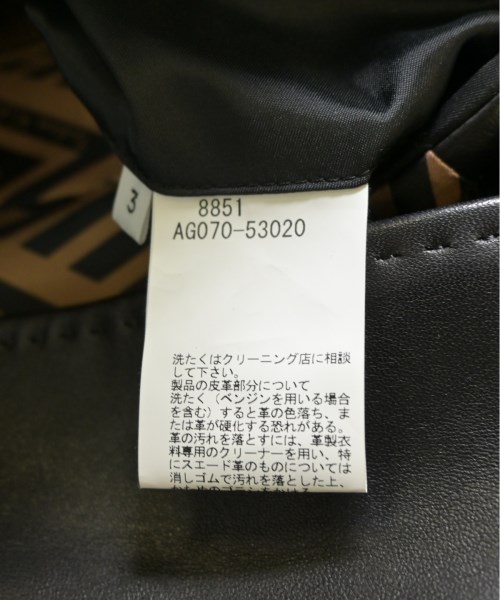 3
8851
AG070-53020
洗たくはクリーニング店に相談
して下さい。
製品の皮革部分について
洗たく（ベンジンを用いる場合
を含む）すると革の色落ち、ま
たは革が硬化する恐れがある。
革の汚れを落とすには、革製衣
料専用のクリーナーを用い、特
にスエード革のものについては
消しゴムで汚れを落とした上、